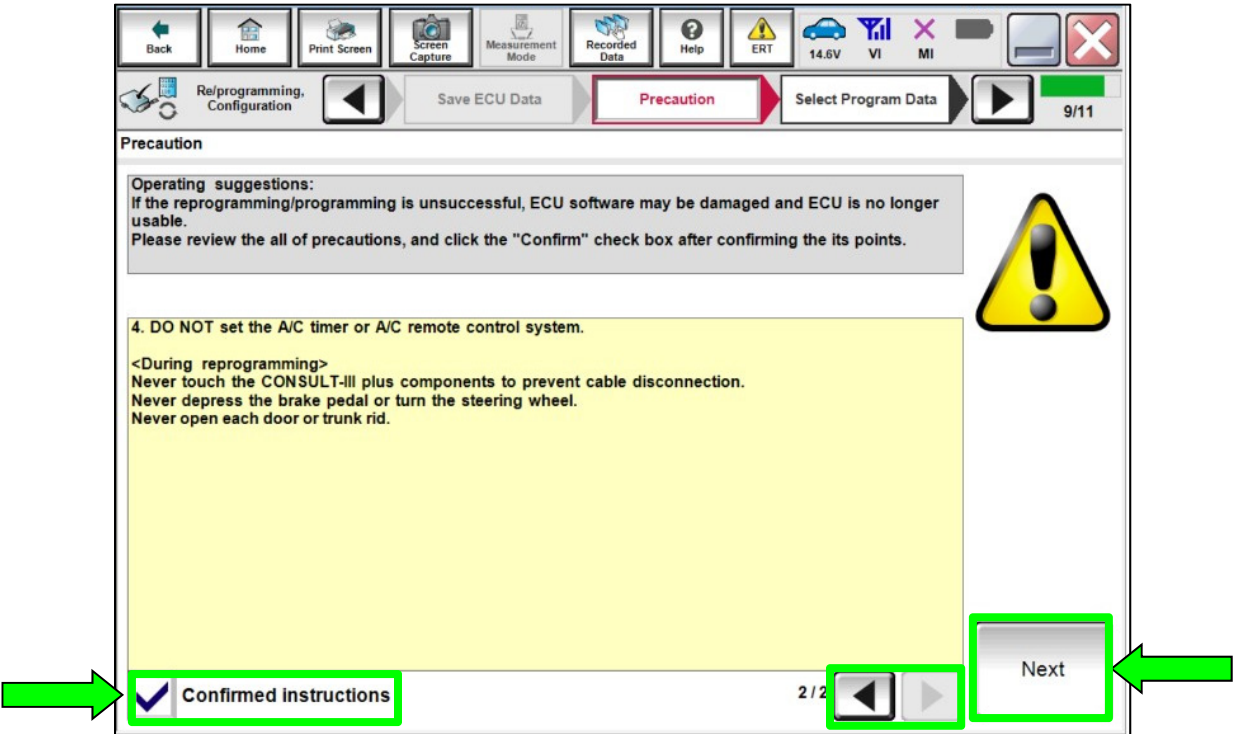 Back
Home
Print Screen
Screen
Capture
Measurement
Mode
Recorded
Data
Help
ERT
14.6V
VI
MI
Re/programming,
Configuration
Save ECU Data
Precaution
Select Program Data
9/11
Precaution
Operating suggestions:
If the reprogramming/programming is unsuccessful, ECU software may be damaged and ECU is no longer
usable.
Please review the all of precautions, and click the "Confirm" check box after confirming the its points.
4. DO NOT set the A/C timer or A/C remote control system.
<During reprogramming>
Never touch the CONSULT-III plus components to prevent cable disconnection.
Never depress the brake pedal or turn the steering wheel.
Never open each door or trunk rid.
Confirmed instructions
2/2
Next